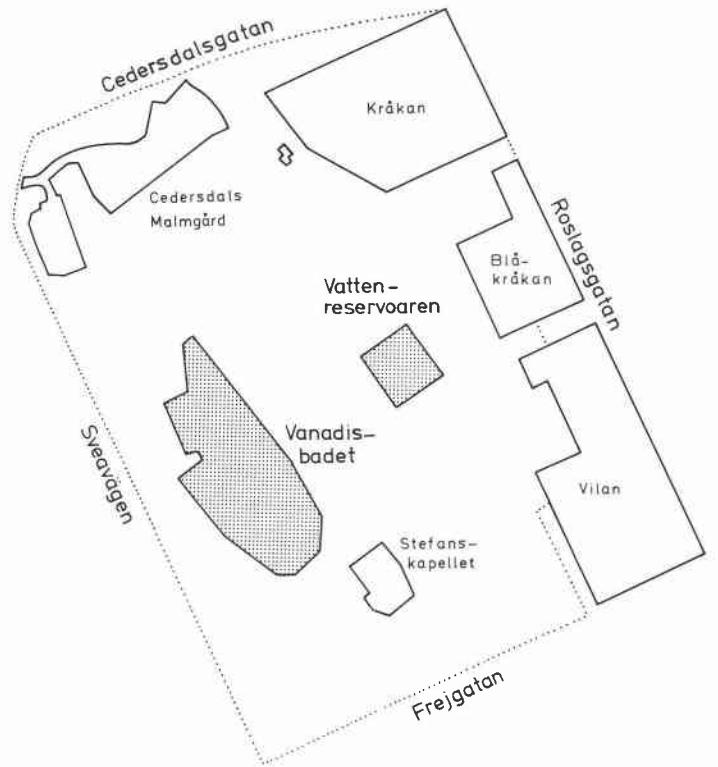 Cedersdalsgatan
Kråkan
Cedersdals
Malmgård
Roslagsgatan
Blå-
kråkan
Vatten-
reservoaren
Sveavägen
Vanadis-
badet
Vilan
Stefans-
kapellet
Frejgatan